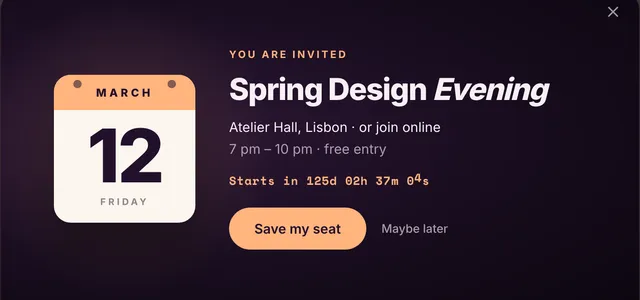 MARCH
12
FRIDAY
YOU ARE INVITED
Spring Design Evening
Atelier Hall, Lisbon · or join online
7 pm – 10 pm · free entry
Starts in 125d 02h 37m 04s
Save my seat
Maybe later